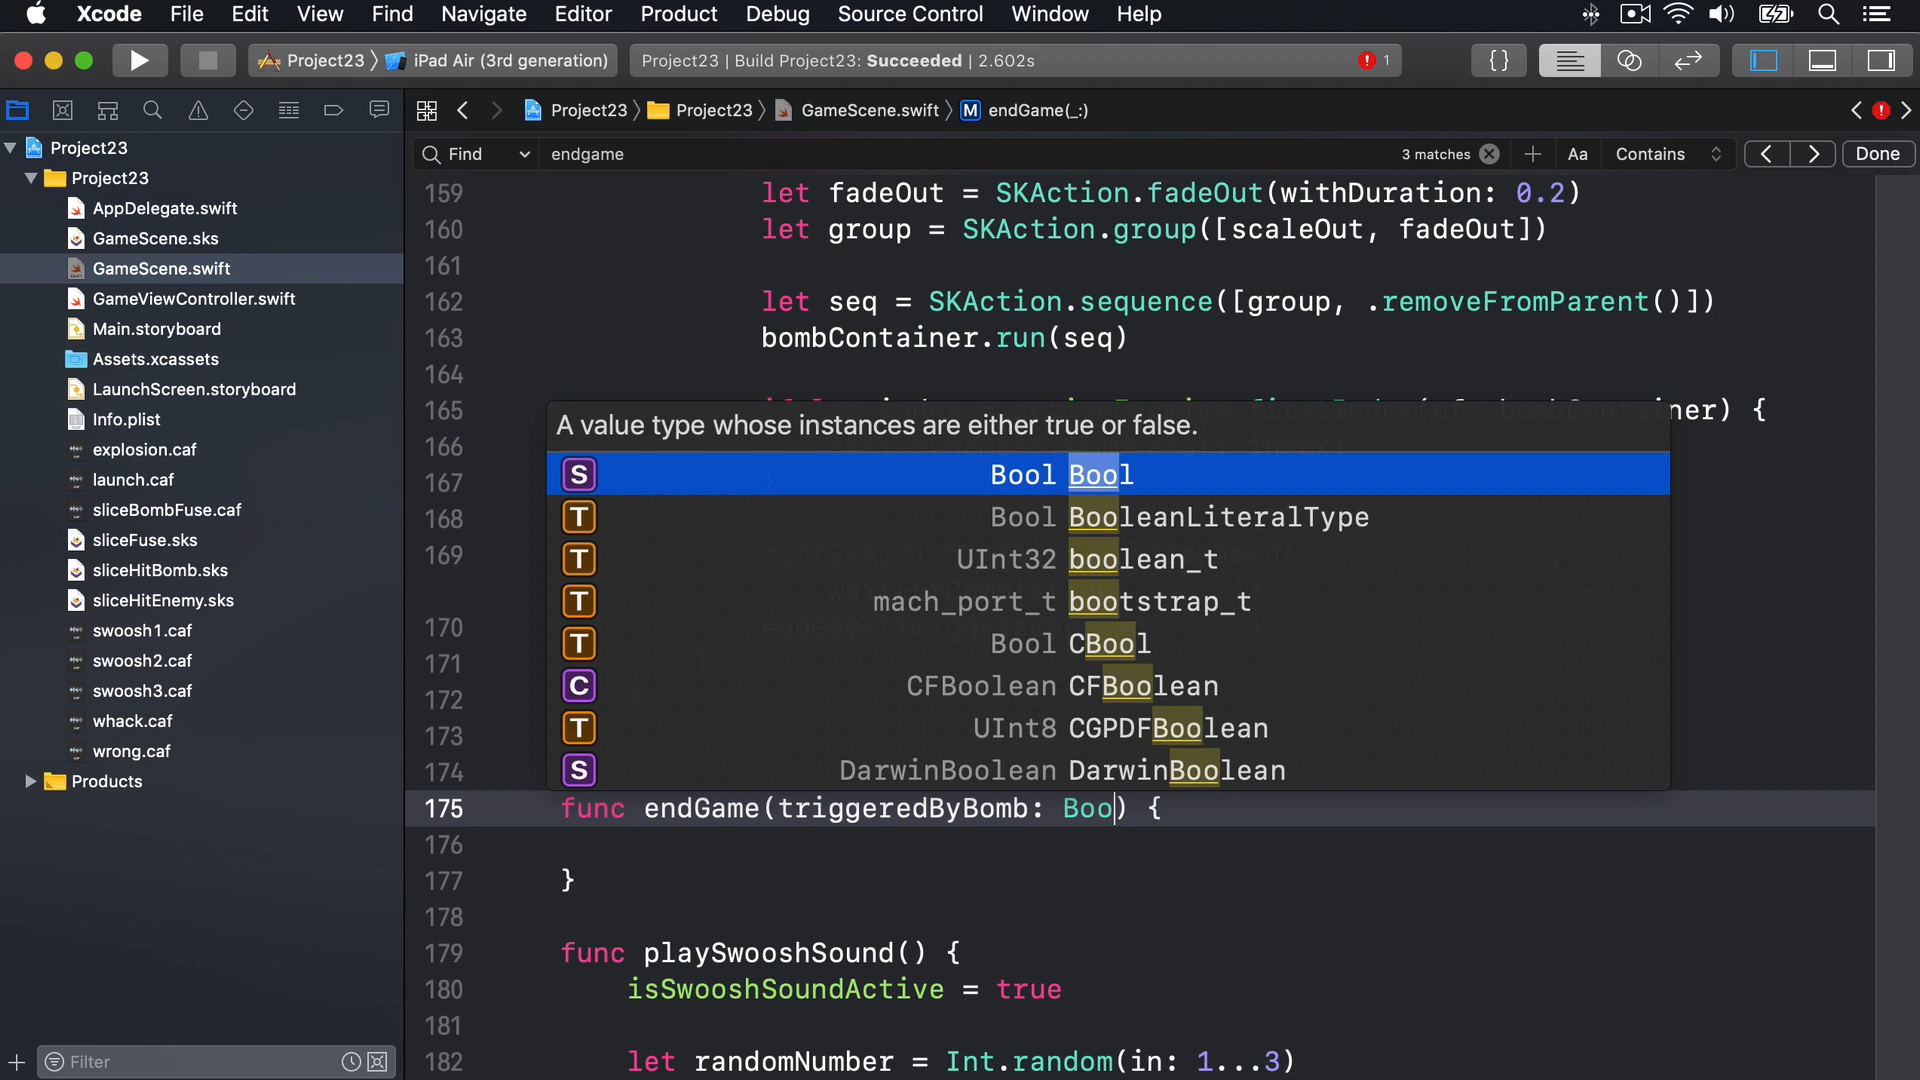 Xcode File Edit View Find Navigate Editor Product Debug Source Control Window Help
Project23 iPad Air (3rd generation) Project23 | Build Project23: Succeeded | 2.602s 1 {}
Project23 Project23 GameScene.swift M endGame(_:)
Find endgame 3 matches Aa Contains Done
Project23
Project23
AppDelegate.swift
GameScene.sks
GameScene.swift
GameViewController.swift
Main.storyboard
Assets.xcassets
LaunchScreen.storyboard
Info.plist
explosion.caf
launch.caf
sliceBombFuse.caf
sliceFuse.sks
sliceHitBomb.sks
sliceHitEnemy.sks
swoosh1.caf
swoosh2.caf
swoosh3.caf
whack.caf
wrong.caf
Products
Filter
159 let fadeOut = SKAction.fadeOut(withDuration: 0.2)
160 let group = SKAction.group([scaleOut, fadeOut])
161
162 let seq = SKAction.sequence([group, .removeFromParent()])
163 bombContainer.run(seq)
164
165 ner) {
166
167
168
169
170
171
172
173
174
A value type whose instances are either true or false.
S Bool Bool
T Bool BooleanLiteralType
T UInt32 boolean_t
T mach_port_t bootstrap_t
T Bool CBool
C CFBoolean CFBoolean
T UInt8 CGPDFBoolean
S DarwinBoolean DarwinBoolean
175 func endGame(triggeredByBomb: Boo) {
176
177 }
178
179 func playSwooshSound() {
180 isSwooshSoundActive = true
181
182 let randomNumber = Int.random(in: 1...3)